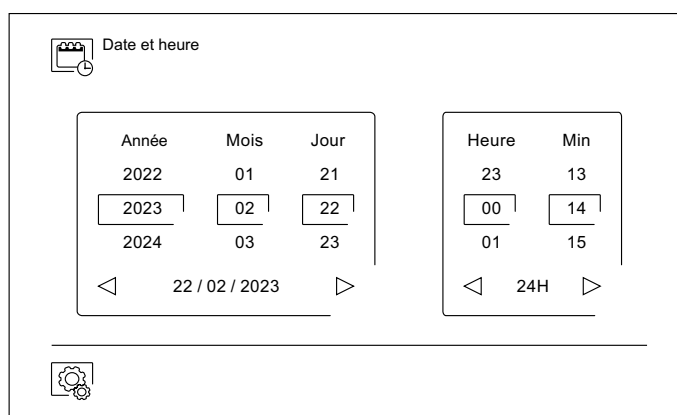 Date et heure
Année Mois Jour
2022 01 21
2023 02 22
2024 03 23
22 / 02 / 2023
Heure Min
23 13
00 14
01 15
24H